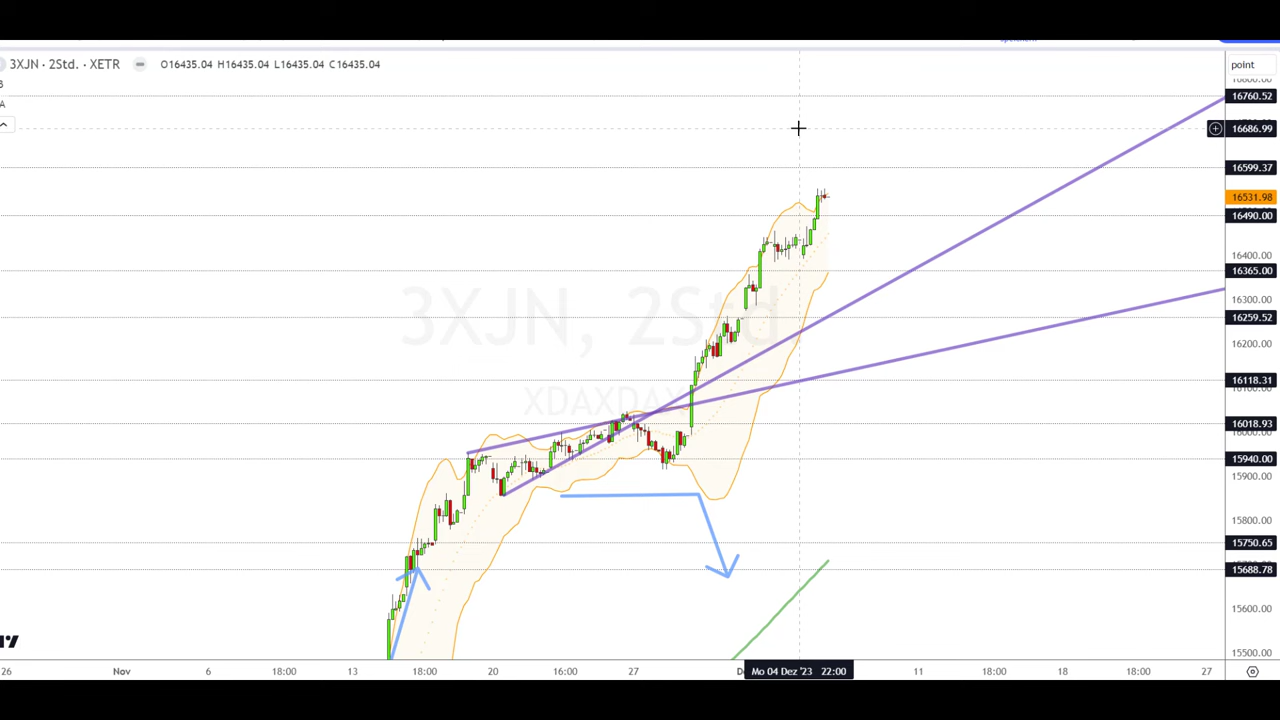 3XJN · 2Std. · XETR O16435.04 H16435.04 L16435.04 C16435.04
point
B
A
16760.52
16686.99
16599.37
16531.98
16490.00
16400.00
16365.00
16300.00
16259.52
16200.00
16118.31
16018.93
15940.00
15900.00
15800.00
15750.65
15688.78
15600.00
15500.00
3XJN, 2Std
XDAXDAX
26 Nov 6 18:00 13 18:00 20 16:00 27 Mo 04 Dez '23 22:00 11 18:00 18 18:00 27